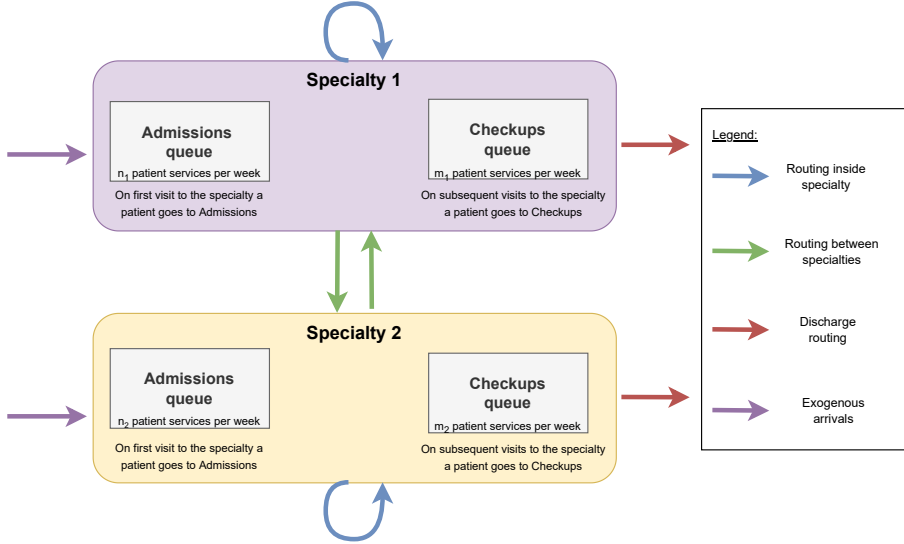 Specialty 1
Admissions
queue
n1 patient services per week
On first visit to the specialty a
patient goes to Admissions
Checkups
queue
m1 patient services per week
On subsequent visits to the specialty
a patient goes to Checkups
Specialty 2
Admissions
queue
n2 patient services per week
On first visit to the specialty a
patient goes to Admissions
Checkups
queue
m2 patient services per week
On subsequent visits to the specialty
a patient goes to Checkups
Legend:
Routing inside
specialty
Routing between
specialties
Discharge
routing
Exogenous
arrivals